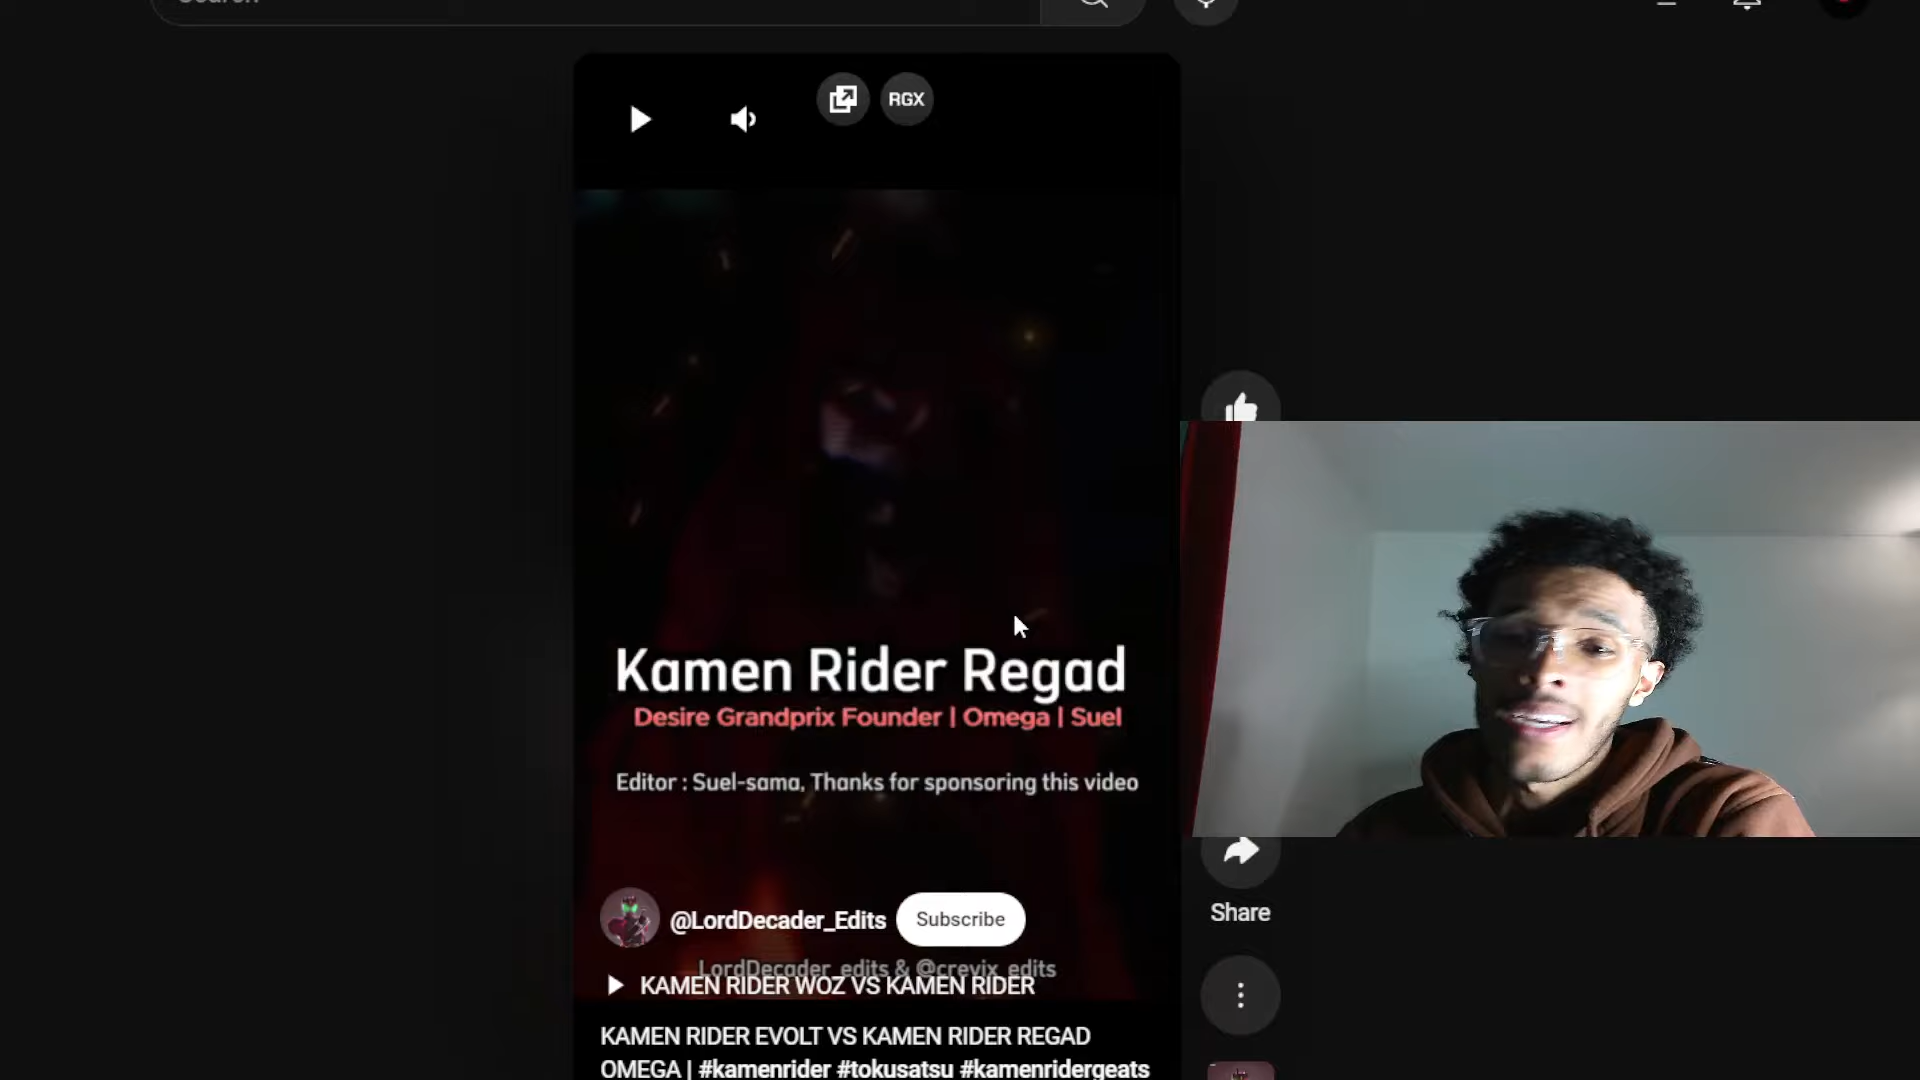 Search
RGX
Kamen Rider Regad
Desire Grandprix Founder | Omega | Suel
Editor : Suel-sama, Thanks for sponsoring this video
@LordDecader_Edits
Subscribe
LordDecader_edits & @crevix_edits
KAMEN RIDER WOZ VS KAMEN RIDER
KAMEN RIDER EVOLT VS KAMEN RIDER REGAD
OMEGA | #kamenrider #tokusatsu #kamenridergeats
Share